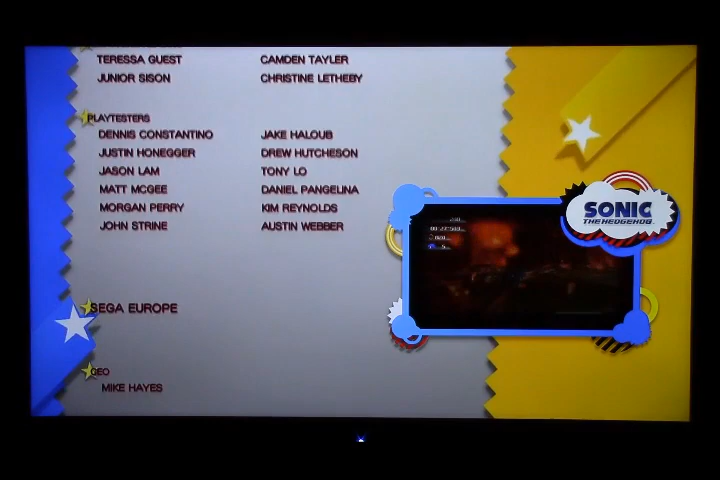 TERESSA GUEST CAMDEN TAYLER
JUNIOR SISON CHRISTINE LETHEBY
PLAYTESTERS
DENNIS CONSTANTINO JAKE HALOUB
JUSTIN HONEGGER DREW HUTCHESON
JASON LAM TONY LO
MATT MCGEE DANIEL PANGELINA
MORGAN PERRY KIM REYNOLDS
JOHN STRINE AUSTIN WEBBER
SONIC
THE HEDGEHOG
SEGA EUROPE
CEO
MIKE HAYES